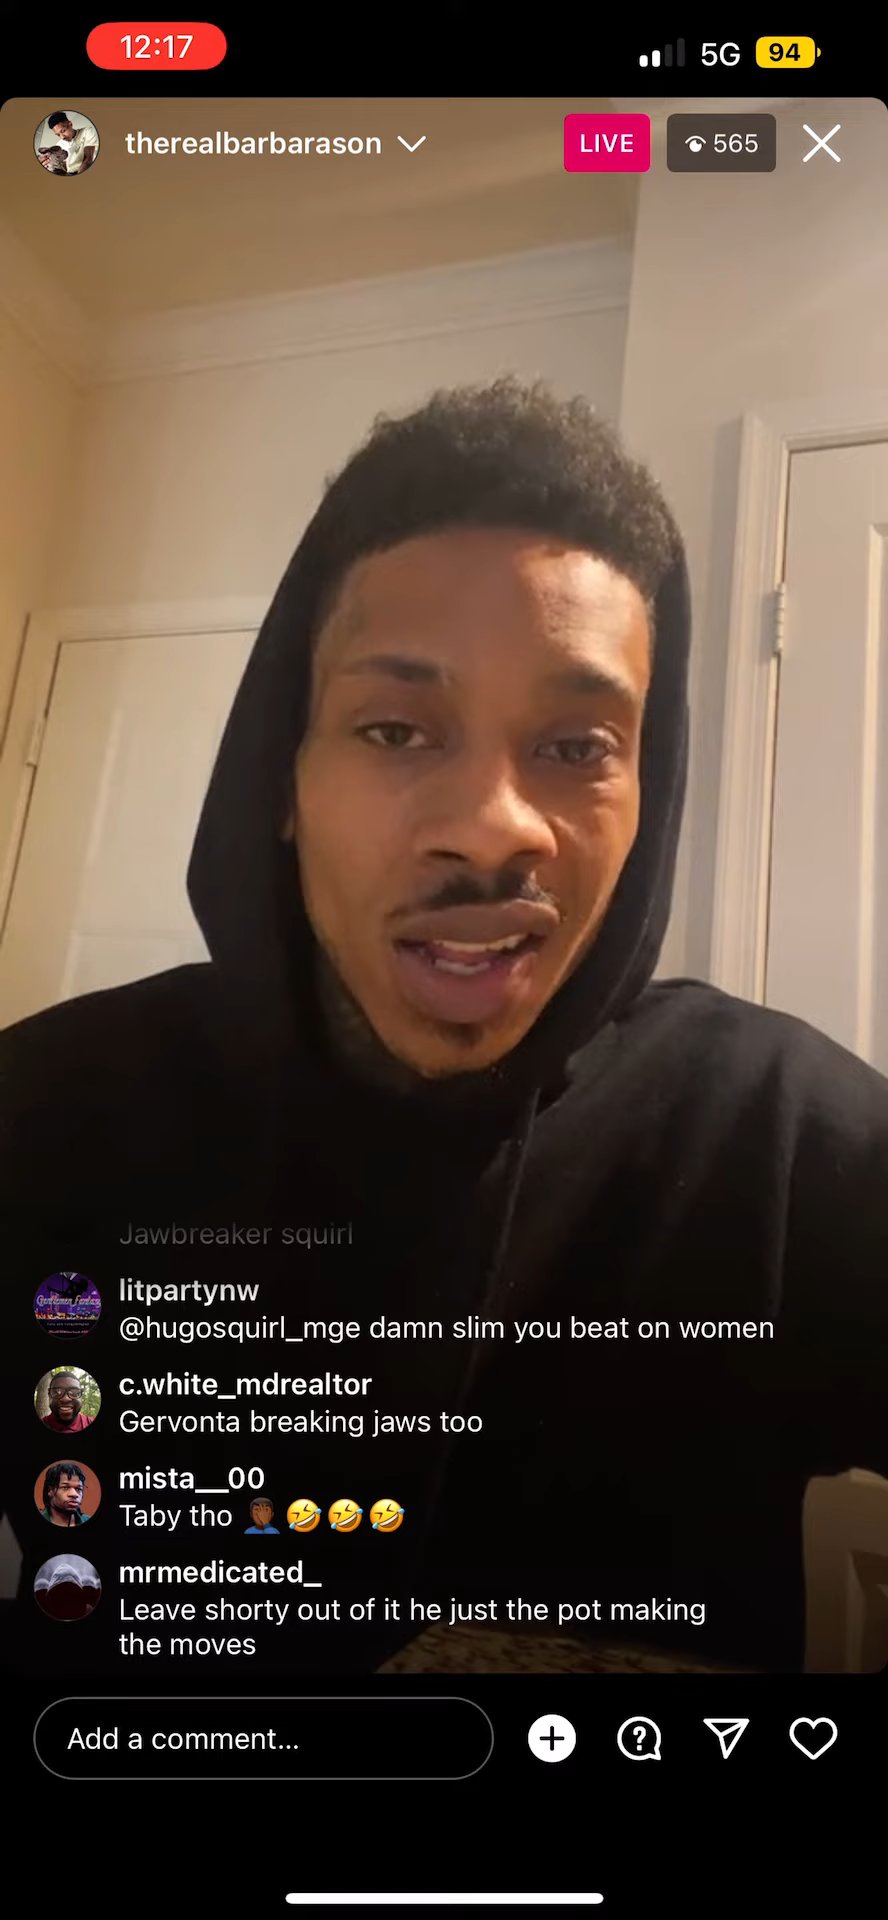 12:17
5G 94
therealbarbarason
LIVE
565
Jawbreaker squirl
litpartynw
@hugosquirl_mge damn slim you beat on women
c.white_mdrealtor
Gervonta breaking jaws too
mista__00
Taby tho 🤦🏾‍♂️🤣🤣🤣
mrmedicated_
Leave shorty out of it he just the pot making
the moves
Add a comment...